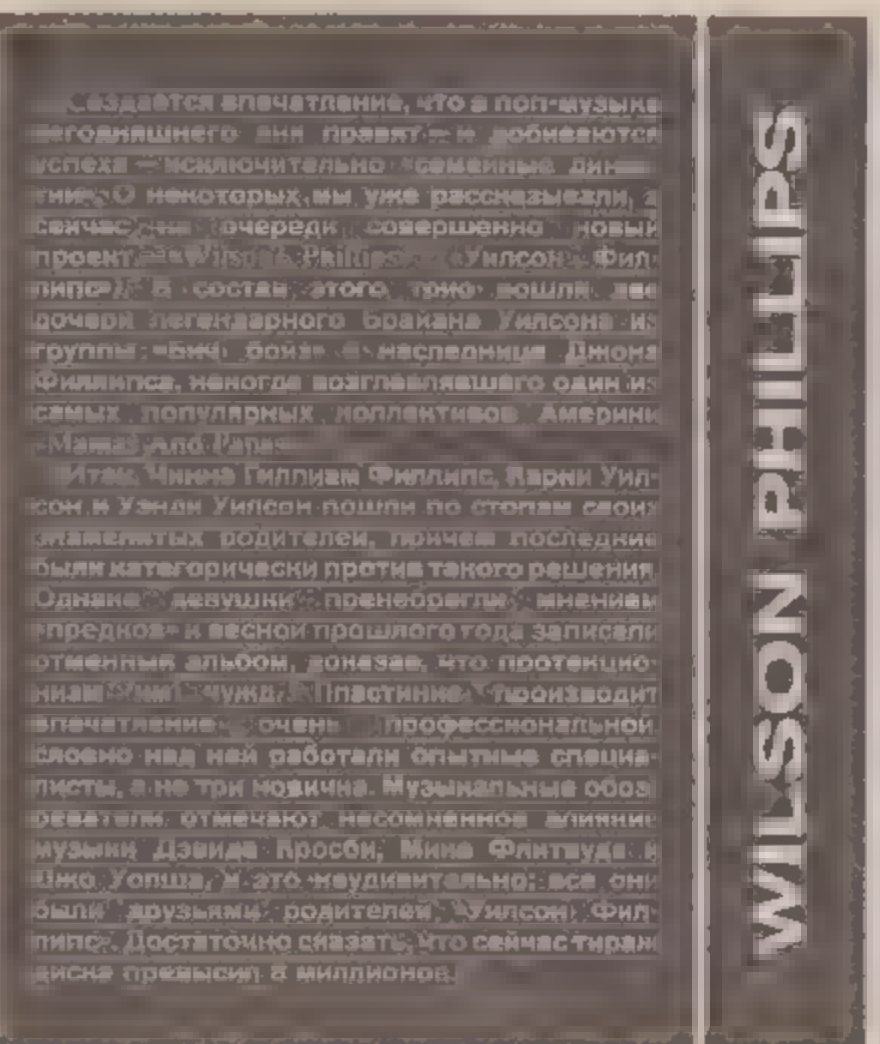 Создается впечатление, что в поп-музыке
сегодняшнего дня правят — и добиваются
успеха — исключительно «семейные дина-
стии». О некоторых мы уже рассказывали, а
сейчас на очереди совершенно новый
проект — «Wilson Phillips» («Уилсон Фил-
липс»). В состав этого трио вошли две
дочери легендарного Брайана Уилсона из
группы «Бич бойз» и наследница Джона
Филлипса, некогда возглавлявшего один из
самых популярных коллективов Америки
«Mamas And Papas
Итак, Чинна Гиллиам Филлипс, Карни Уил-
сон и Уэнди Уилсон пошли по стопам своих
знаменитых родителей, причем последние
были категорически против такого решения.
Однако девушки пренебрегли мнением
«предков» и весной прошлого года записали
отменный альбом, доказав, что протекцио-
низм им чужд. Пластинка производит
впечатление очень профессиональной,
словно над ней работали опытные специа-
листы, а не три новичка. Музыкальные обоз-
реватели отмечают несомненное влияние
музыки Дэвида Кросби, Мика Флитвуда и
Джо Уолша, и это неудивительно: все они
были друзьями родителей «Уилсон Фил-
липс». Достаточно сказать, что сейчас тираж
диска превысил 8 миллионов.
WILSON PHILLIPS